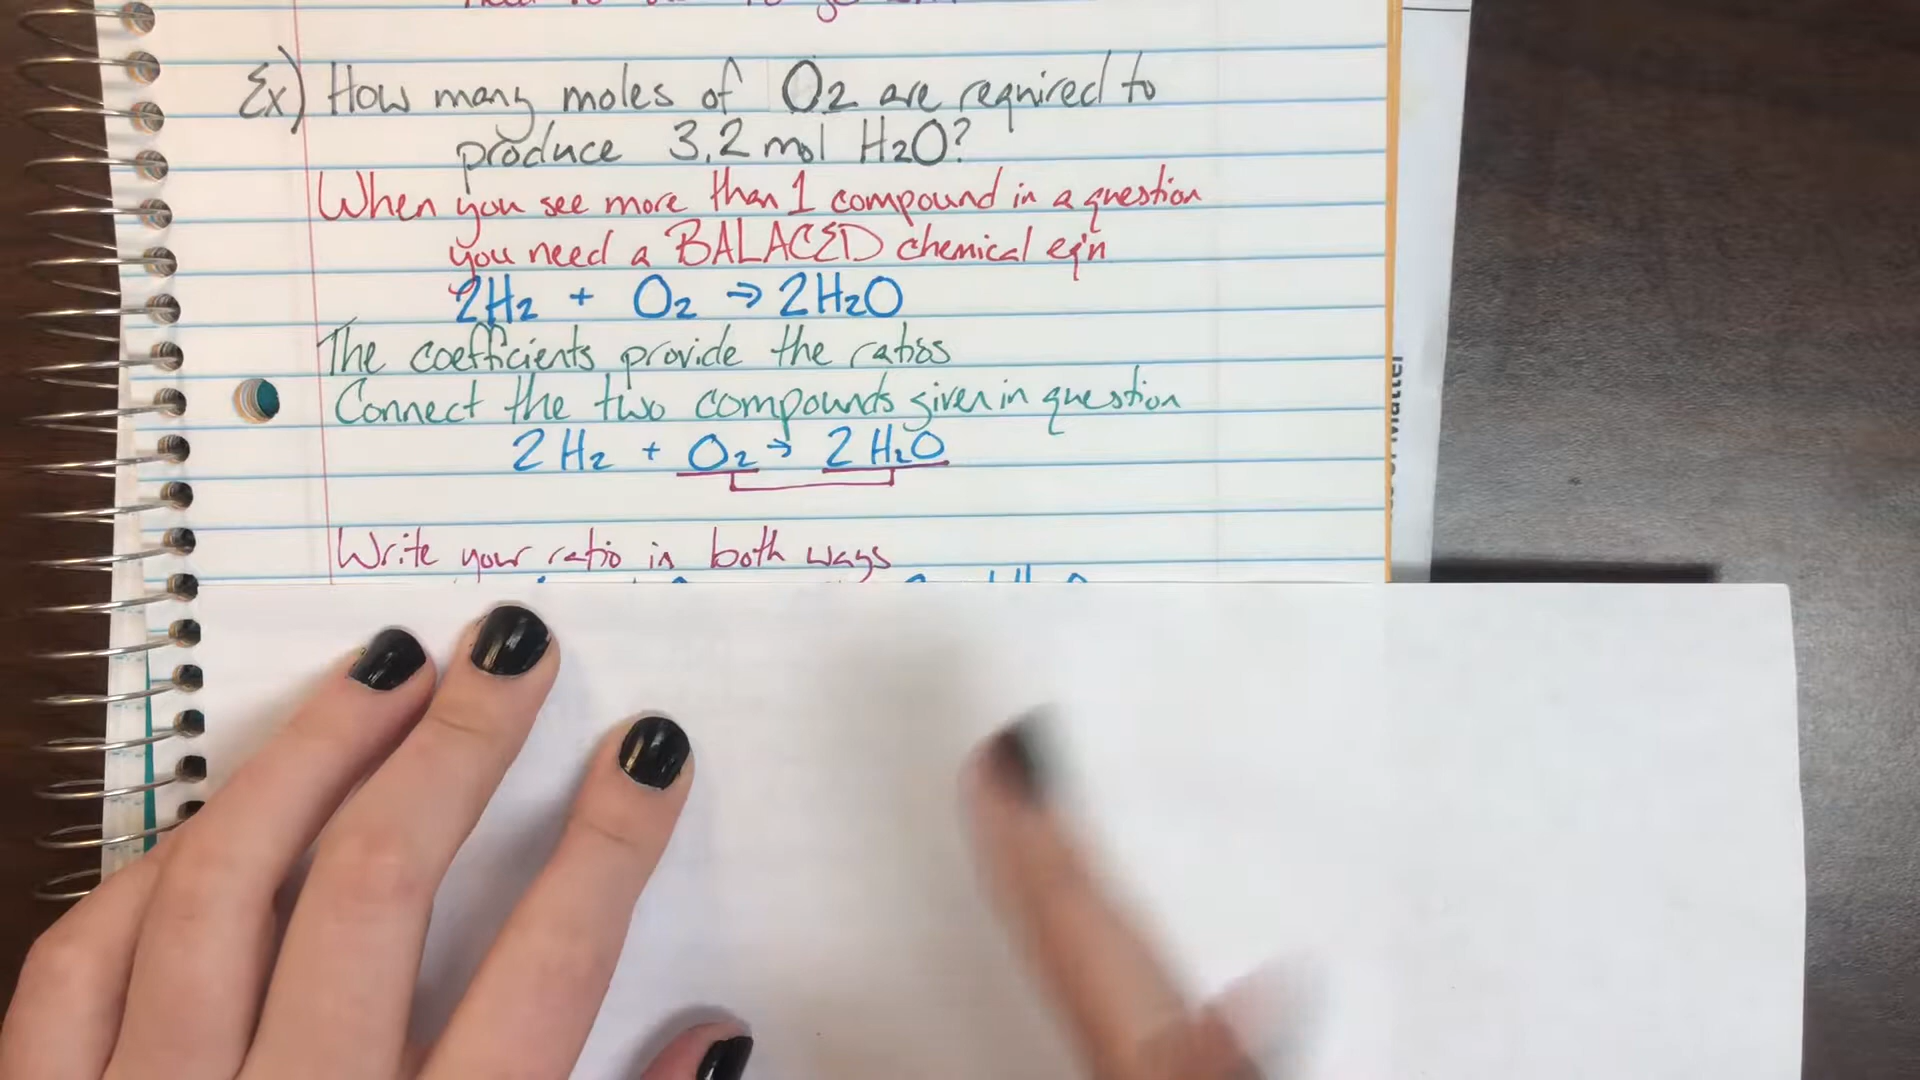 Ex) How many moles of O2 are required to
produce 3.2 mol H2O?
When you see more than 1 compound in a question
you need a BALACED chemical eq'n
2H2 + O2 → 2H2O
The coefficients provide the ratios
Connect the two compounds given in question
2 H2 + O2 → 2 H2O
Write your ratio in both ways